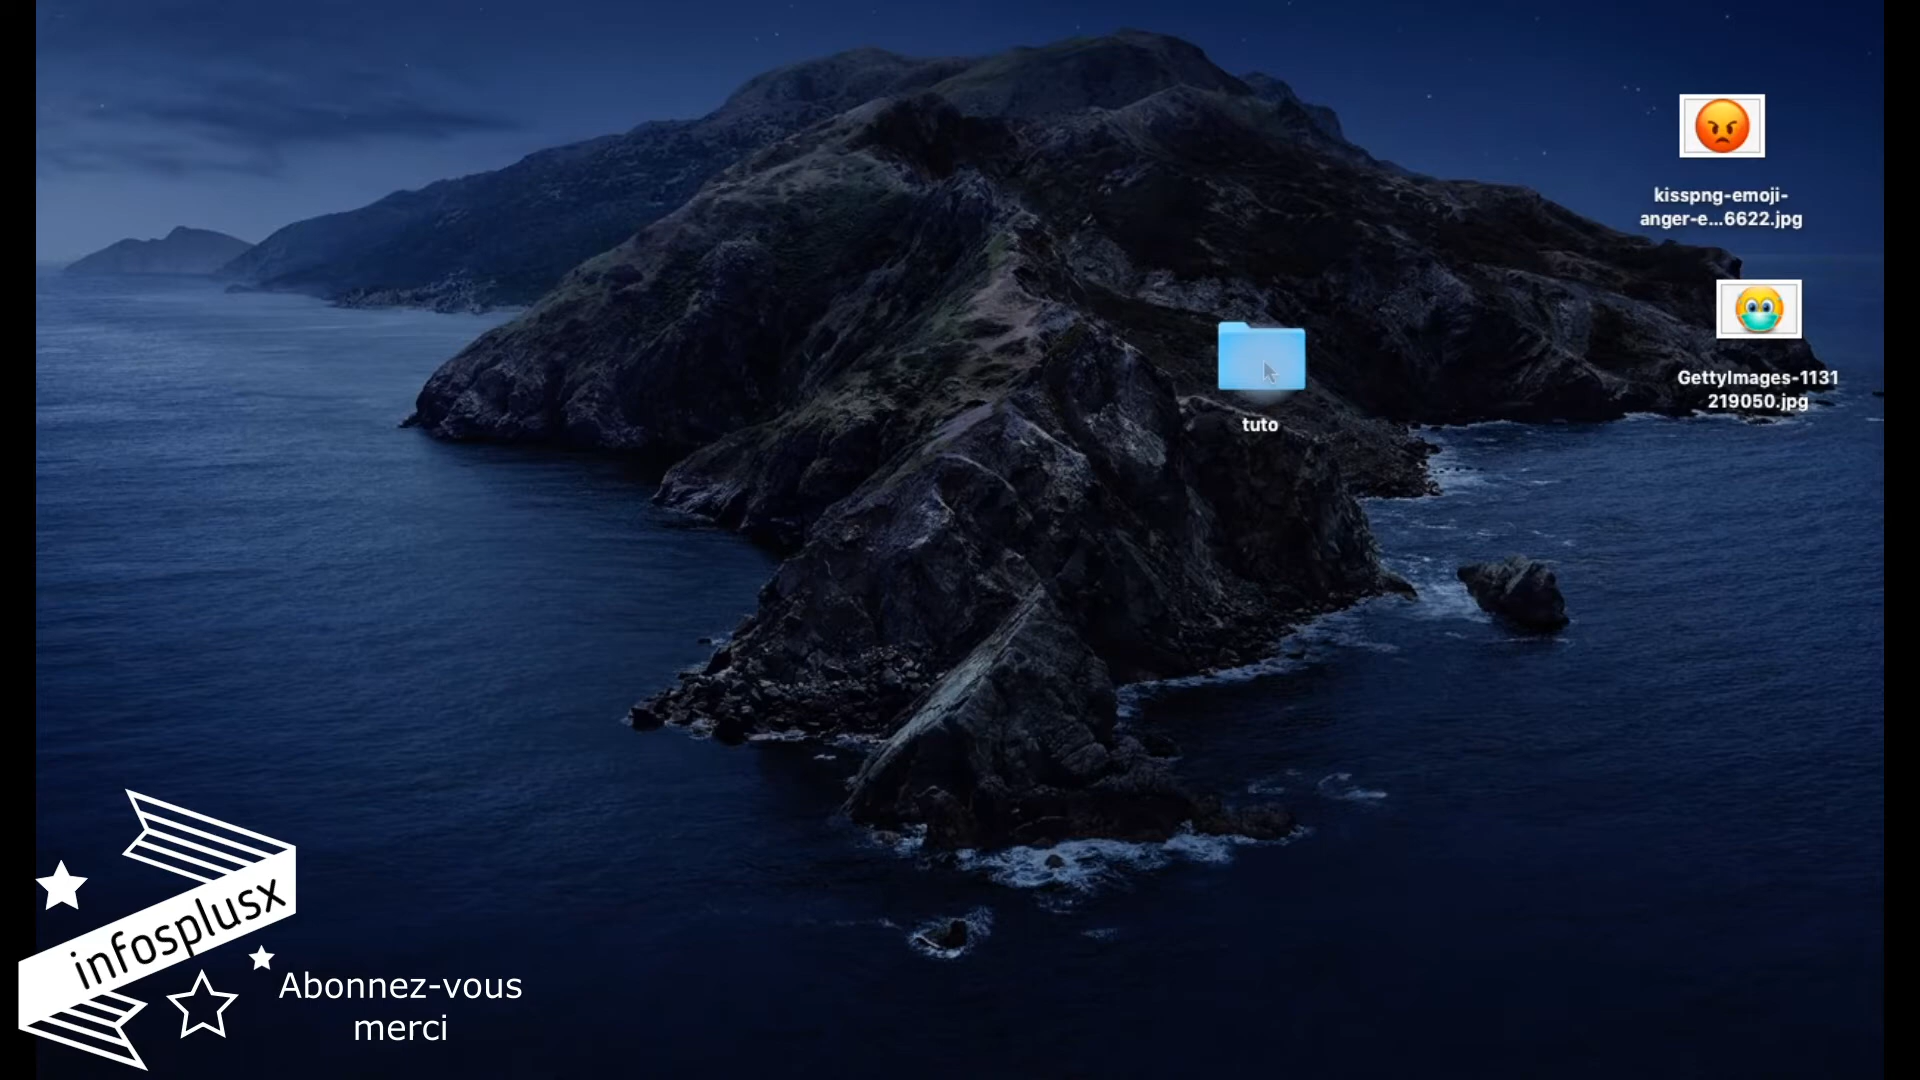 kisspng-emoji-
anger-e...6622.jpg
GettyImages-1131
219050.jpg
tuto
infosplusx
Abonnez-vous
merci